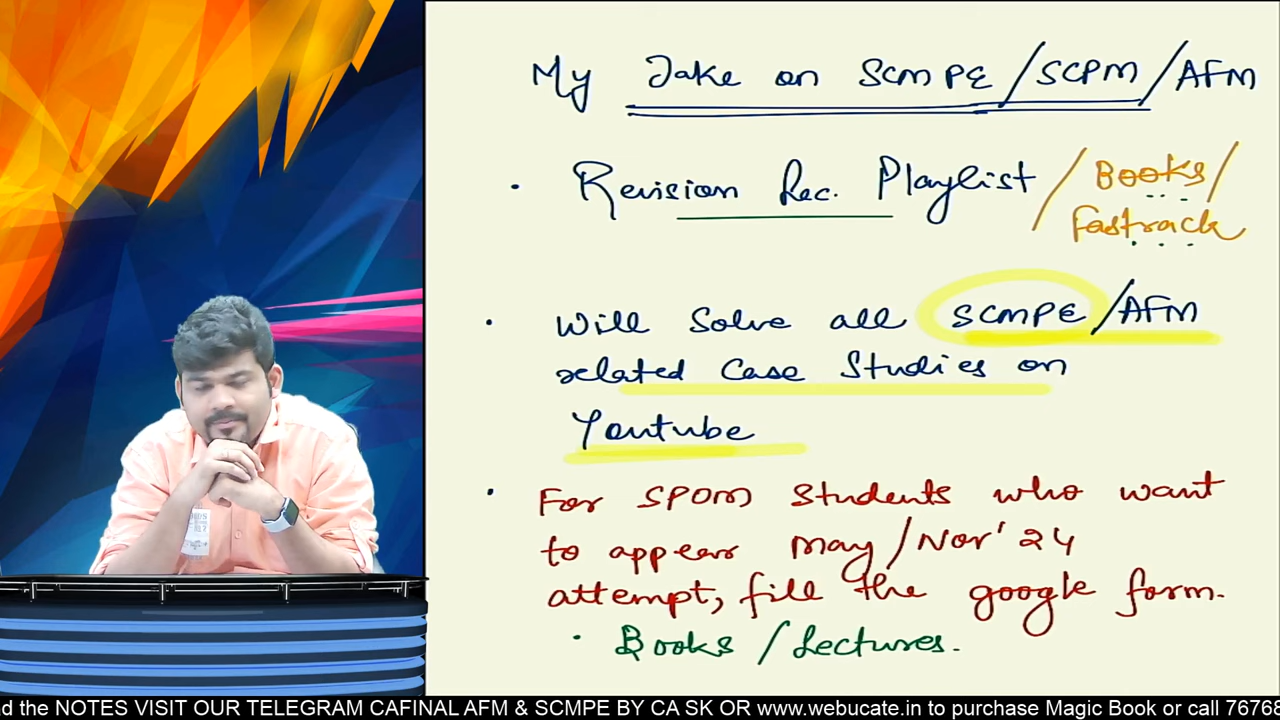 My Take on SCMPE/SCPM/AFM
• Revision Rec. Playlist / Books / Fastrack
• Will Solve all SCMPE/AFM
related Case Studies on
Youtube
• For SPOM Students who want
to appear May/Nov'24
attempt, fill the google form.
• Books/Lectures.
d the NOTES VISIT OUR TELEGRAM CAFINAL AFM & SCMPE BY CA SK OR www.webucate.in to purchase Magic Book or call 76768